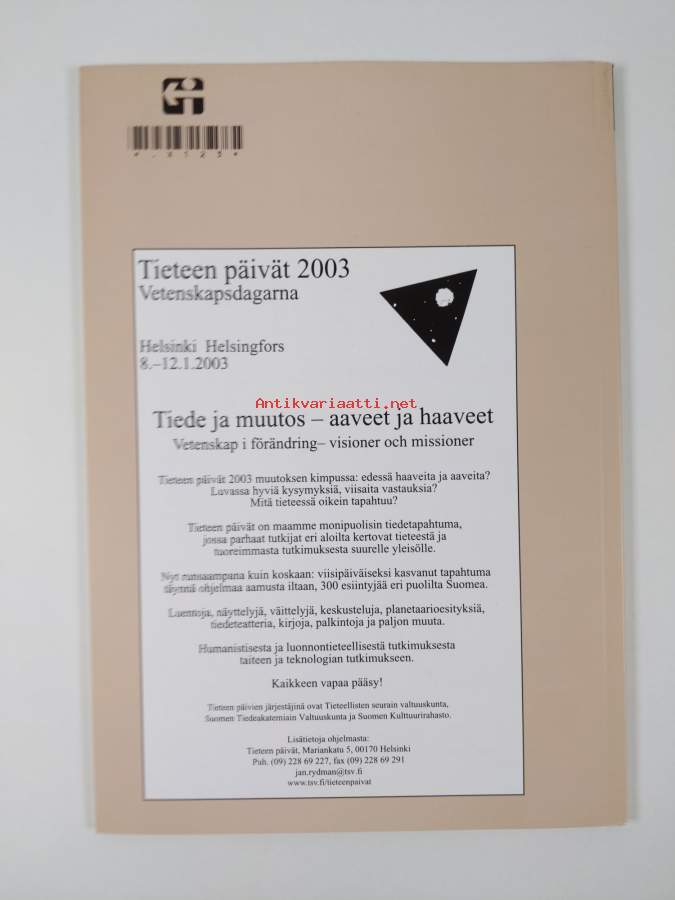 *.X123*
Tieteen päivät 2003
Vetenskapsdagarna
Helsinki Helsingfors
8.–12.1.2003
Antikvariaatti.net
Tiede ja muutos – aaveet ja haaveet
Vetenskap i förändring– visioner och missioner
Tieteen päivät 2003 muutoksen kimpussa: edessä haaveita ja aaveita?
Luvassa hyviä kysymyksiä, viisaita vastauksia?
Mitä tieteessä oikein tapahtuu?
Tieteen päivät on maamme monipuolisin tiedetapahtuma,
jossa parhaat tutkijat eri aloilta kertovat tieteestä ja
tuoreimmasta tutkimuksesta suurelle yleisölle.
Nyt runsaampana kuin koskaan: viisipäiväiseksi kasvanut tapahtuma
täynnä ohjelmaa aamusta iltaan, 300 esiintyjää eri puolilta Suomea.
Luentoja, näyttelyjä, väittelyjä, keskusteluja, planetaarioesityksiä,
tiedeteatteria, kirjoja, palkintoja ja paljon muuta.
Humanistisesta ja luonnontieteellisestä tutkimuksesta
taiteen ja teknologian tutkimukseen.
Kaikkeen vapaa pääsy!
Tieteen päivien järjestäjinä ovat Tieteellisten seurain valtuuskunta,
Suomen Tiedeakatemiain Valtuuskunta ja Suomen Kulttuurirahasto.
Lisätietoja ohjelmasta:
Tieteen päivät, Mariankatu 5, 00170 Helsinki
Puh. (09) 228 69 227, fax (09) 228 69 291
jan.rydman@tsv.fi
www.tsv.fi/tieteenpaivat